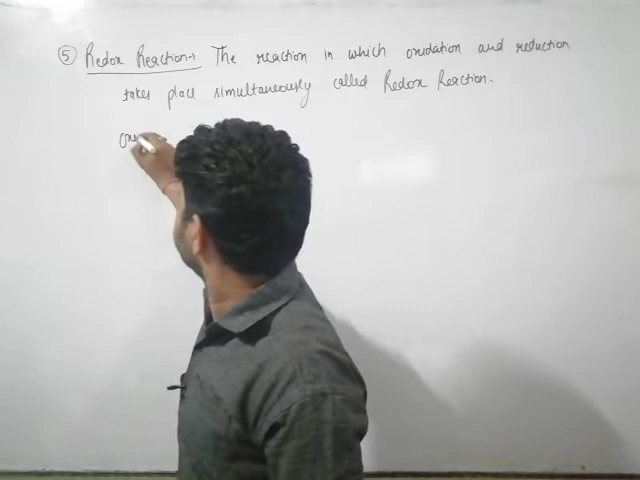 ⑤ Redox Reaction→ The reaction in which oxidation and reduction
takes place simultaneously called Redox Reaction.